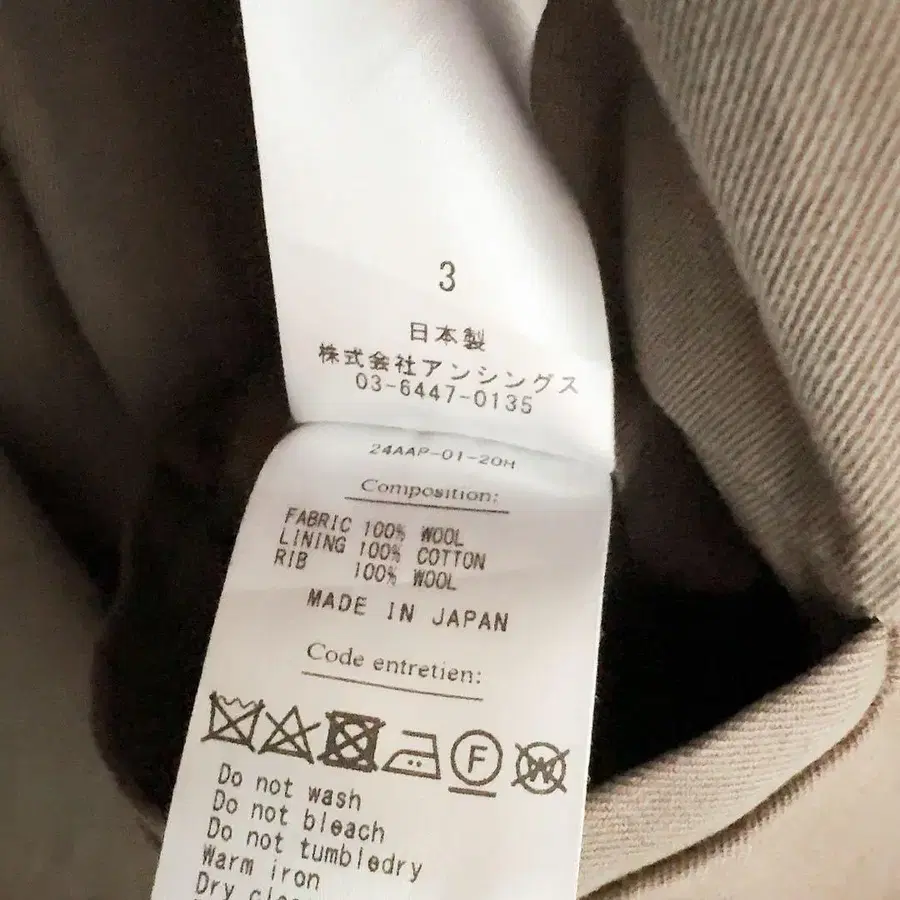 3
日本製
株式会社アンシングス
03-6447-0135
24AAP-01-20H
Composition:
FABRIC 100% WOOL
LINING 100% COTTON
RIB 100% WOOL
MADE IN JAPAN
Code entretien:
F
W
Do not wash
Do not bleach
Do not tumbledry
Warm iron
Dry